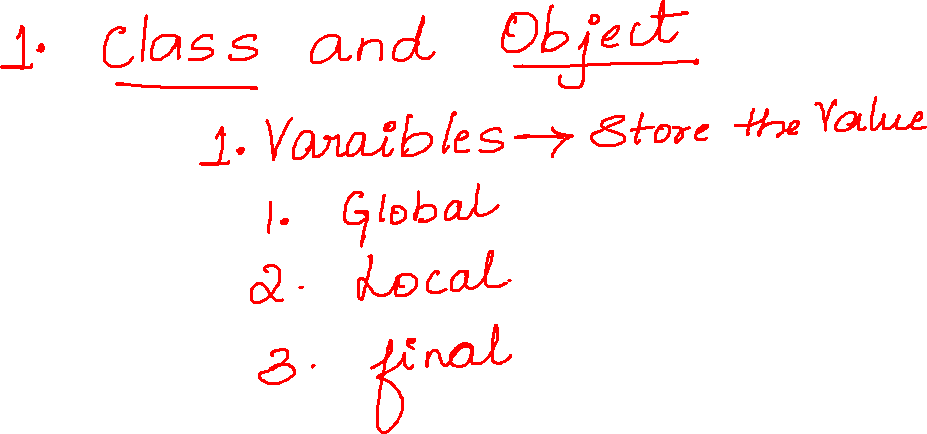 1. Class and Object
1. Varaibles → Store the Value
1. Global
2. Local
3. final